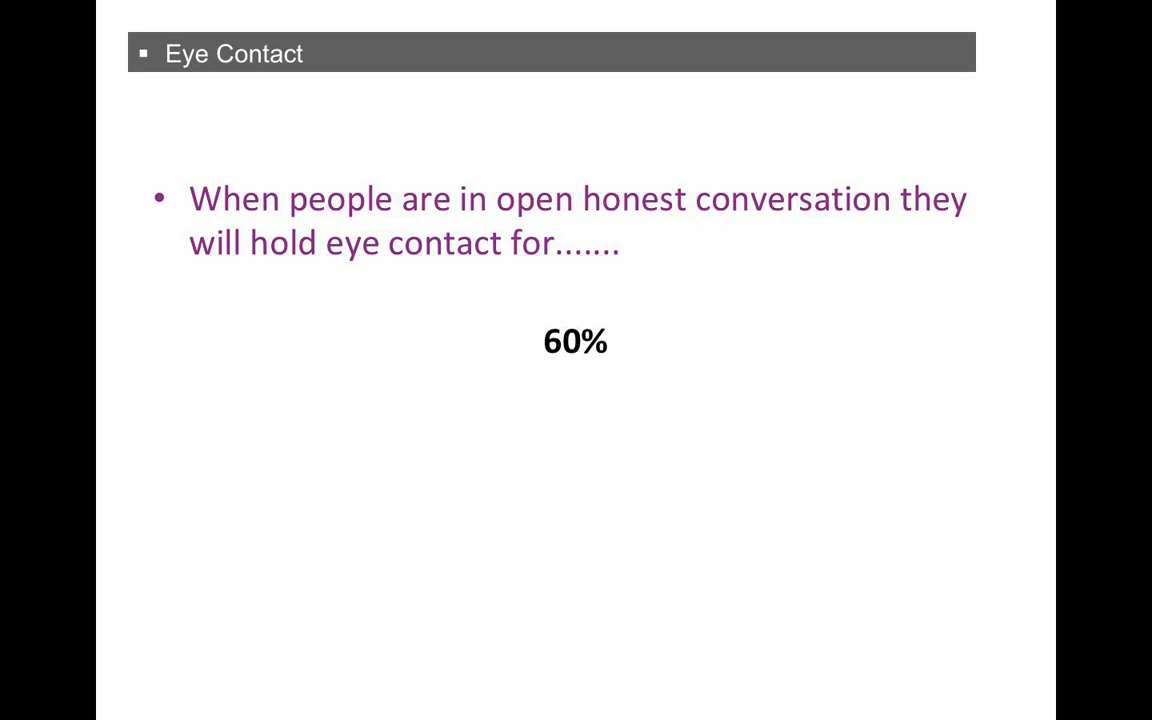 ▪ Eye Contact
• When people are in open honest conversation they
will hold eye contact for.......
60%